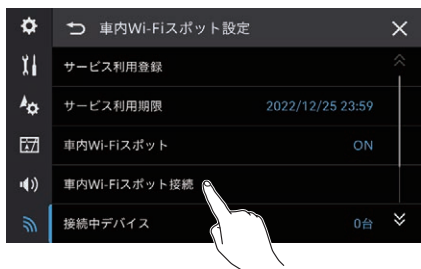 車内Wi-Fiスポット設定
サービス利用登録
サービス利用期限 2022/12/25 23:59
車内Wi-Fiスポット ON
車内Wi-Fiスポット接続
接続中デバイス 0台